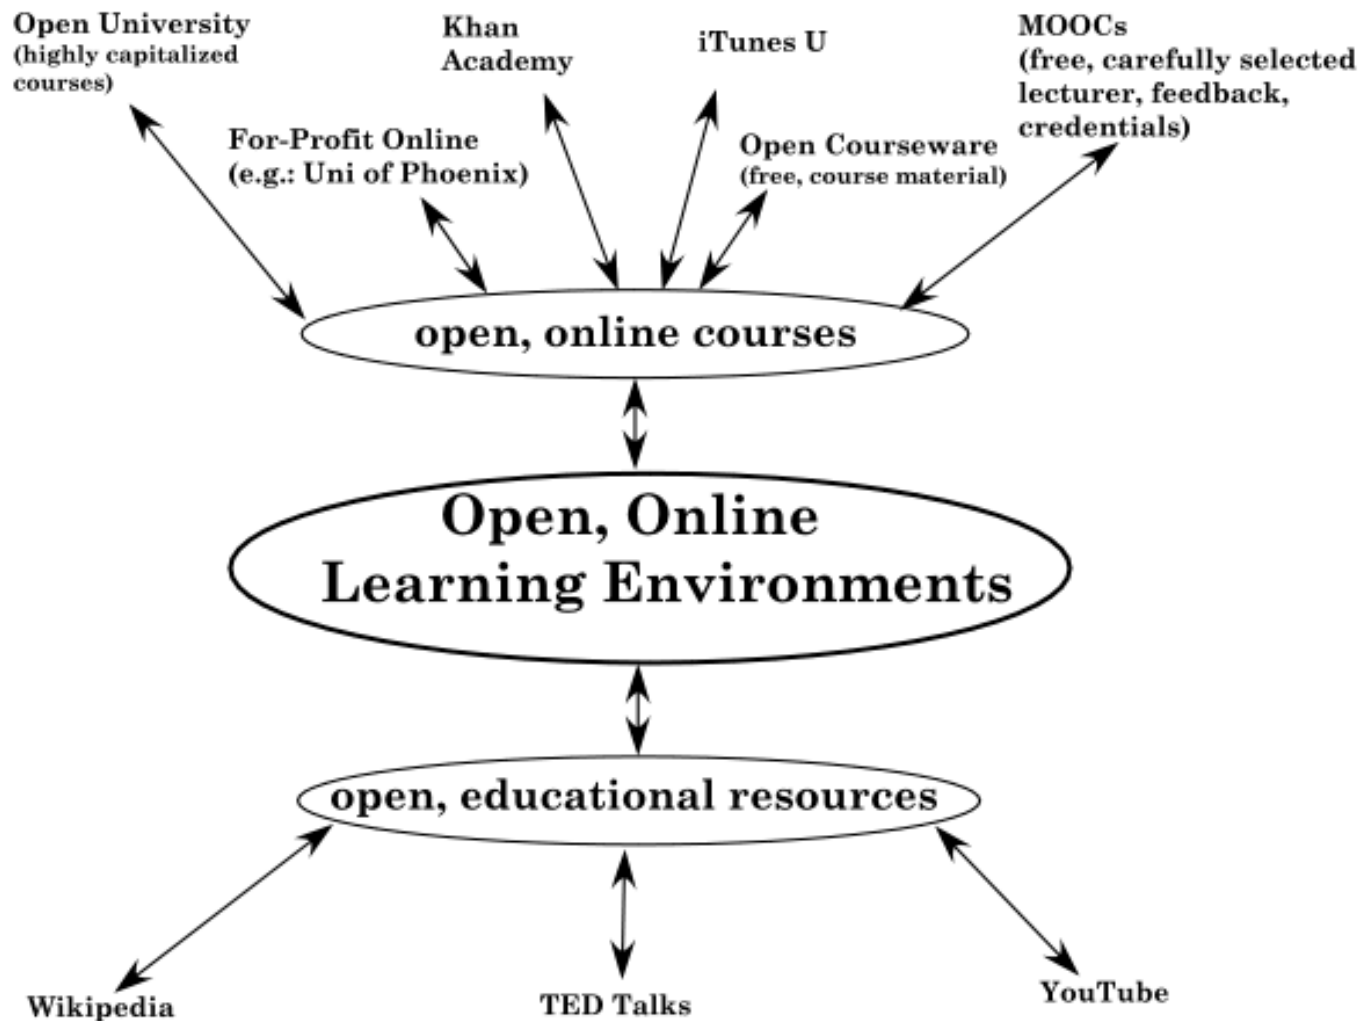 Open University
(highly capitalized
courses)
Khan
Academy
iTunes U
MOOCs
(free, carefully selected
lecturer, feedback,
credentials)
For-Profit Online
(e.g.: Uni of Phoenix)
Open Courseware
(free, course material)
open, online courses
Open, Online
Learning Environments
open, educational resources
Wikipedia
TED Talks
YouTube